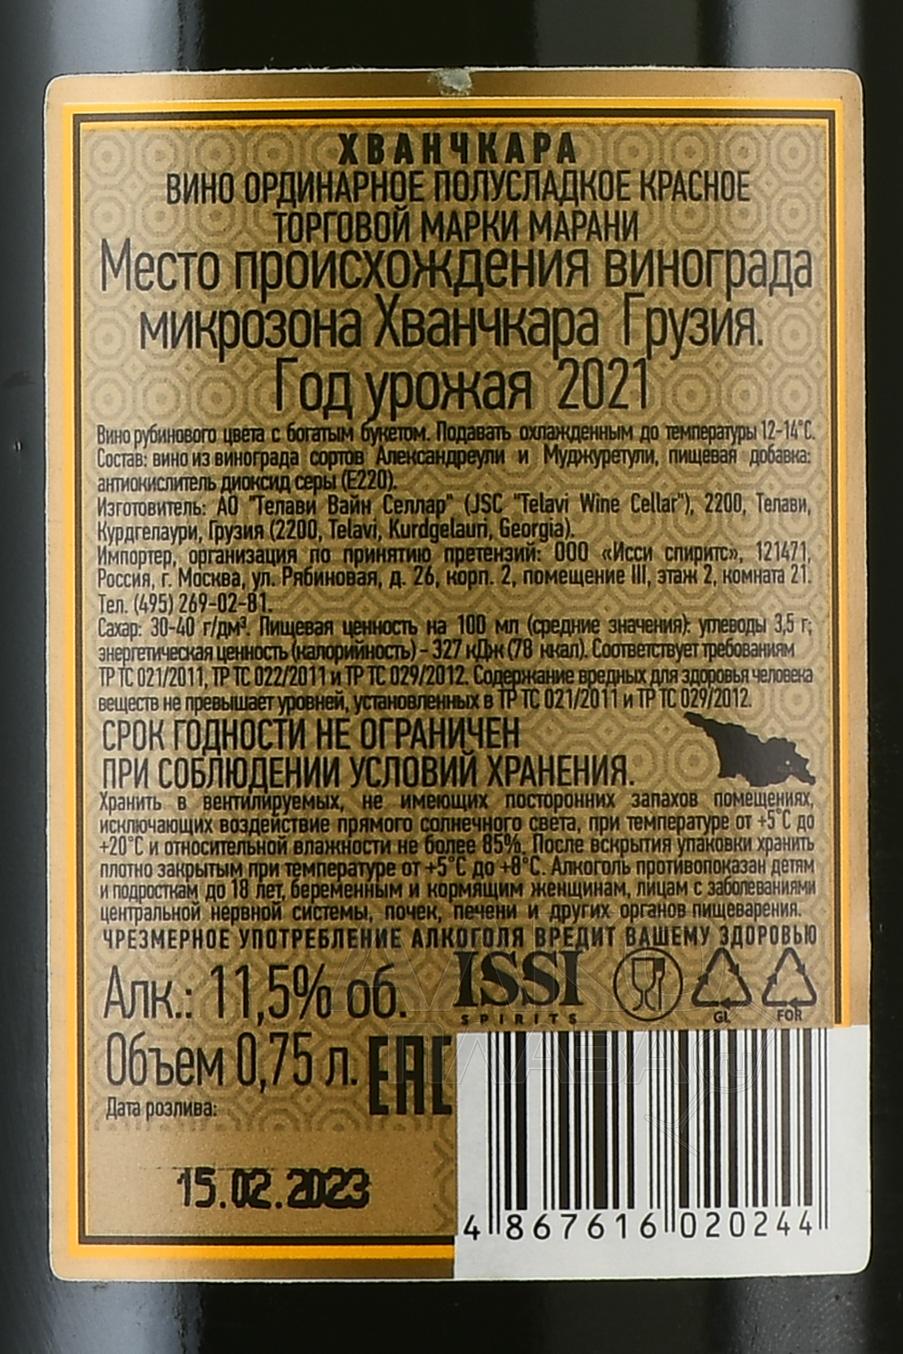 ХВАНЧКАРА
ВИНО ОРДИНАРНОЕ ПОЛУСЛАДКОЕ КРАСНОЕ
ТОРГОВОЙ МАРКИ МАРАНИ
Место происхождения винограда
микрозона Хванчкара Грузия.
Год урожая 2021
Вино рубинового цвета с богатым букетом. Подавать охлажденным до температуры 12-14°С.
Состав: вино из винограда сортов Александреули и Муджуретули, пищевая добавка:
антиокислитель диоксид серы (Е220).
Изготовитель: АО "Телави Вайн Селлар" (JSC "Telavi Wine Cellar"), 2200, Телави,
Курдгелаури, Грузия (2200, Telavi, Kurdgelauri, Georgia).
Импортер, организация по принятию претензий: ООО «Исси спиритс», 121471,
Россия, г. Москва, ул. Рябиновая, д. 26, корп. 2, помещение III, этаж 2, комната 21.
Тел. (495) 269-02-81.
Сахар: 30-40 г/дм³. Пищевая ценность на 100 мл (средние значения): углеводы 3,5 г;
энергетическая ценность (калорийность) - 327 кДж (78 ккал). Соответствует требованиям
ТР ТС 021/2011, ТР ТС 022/2011 и ТР ТС 029/2012. Содержание вредных для здоровья человека
веществ не превышает уровней, установленных в ТР ТС 021/2011 и ТР ТС 029/2012.
СРОК ГОДНОСТИ НЕ ОГРАНИЧЕН
ПРИ СОБЛЮДЕНИИ УСЛОВИЙ ХРАНЕНИЯ.
Хранить в вентилируемых, не имеющих посторонних запахов помещениях,
исключающих воздействие прямого солнечного света, при температуре от +5°С до
+20°С и относительной влажности не более 85%. После вскрытия упаковки хранить
плотно закрытым при температуре от +5°С до +8°С. Алкоголь противопоказан детям
и подросткам до 18 лет, беременным и кормящим женщинам, лицам с заболеваниями
центральной нервной системы, почек, печени и других органов пищеварения.
ЧРЕЗМЕРНОЕ УПОТРЕБЛЕНИЕ АЛКОГОЛЯ ВРЕДИТ ВАШЕМУ ЗДОРОВЬЮ
Алк.: 11,5% об.
ISSI
SPIRITS
GL
FOR
Объем 0,75 л.
EAC
Дата розлива:
15.02.2023
4 867616 020244